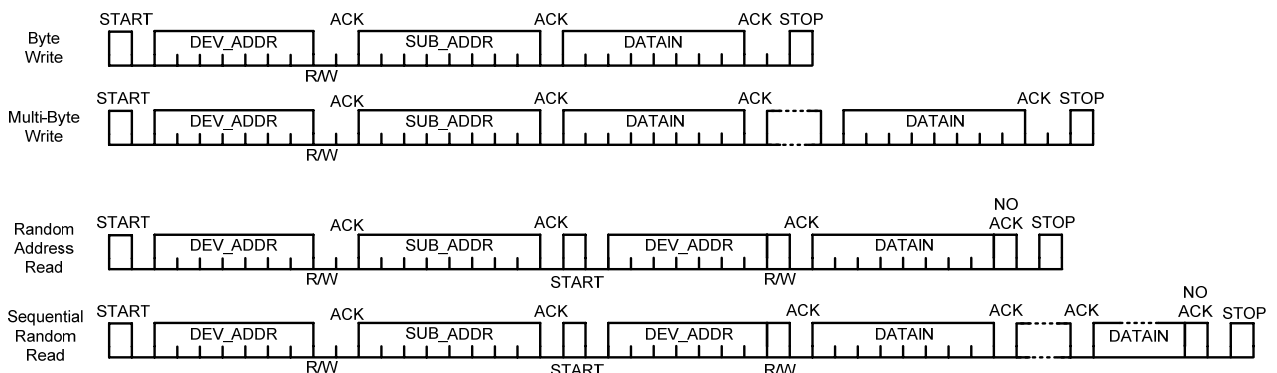 START ACK ACK ACK STOP
Byte
Write
DEV_ADDR SUB_ADDR DATAIN
R/W
START ACK ACK ACK ACK STOP
Multi-Byte
Write
DEV_ADDR SUB_ADDR DATAIN DATAIN
R/W
NO
START ACK ACK ACK ACK STOP
Random
Address
Read
DEV_ADDR SUB_ADDR DEV_ADDR DATAIN
R/W START R/W
NO
START ACK ACK ACK ACK ACK ACK STOP
Sequential
Random
Read
DEV_ADDR SUB_ADDR DEV_ADDR DATAIN DATAIN
R/W START R/W